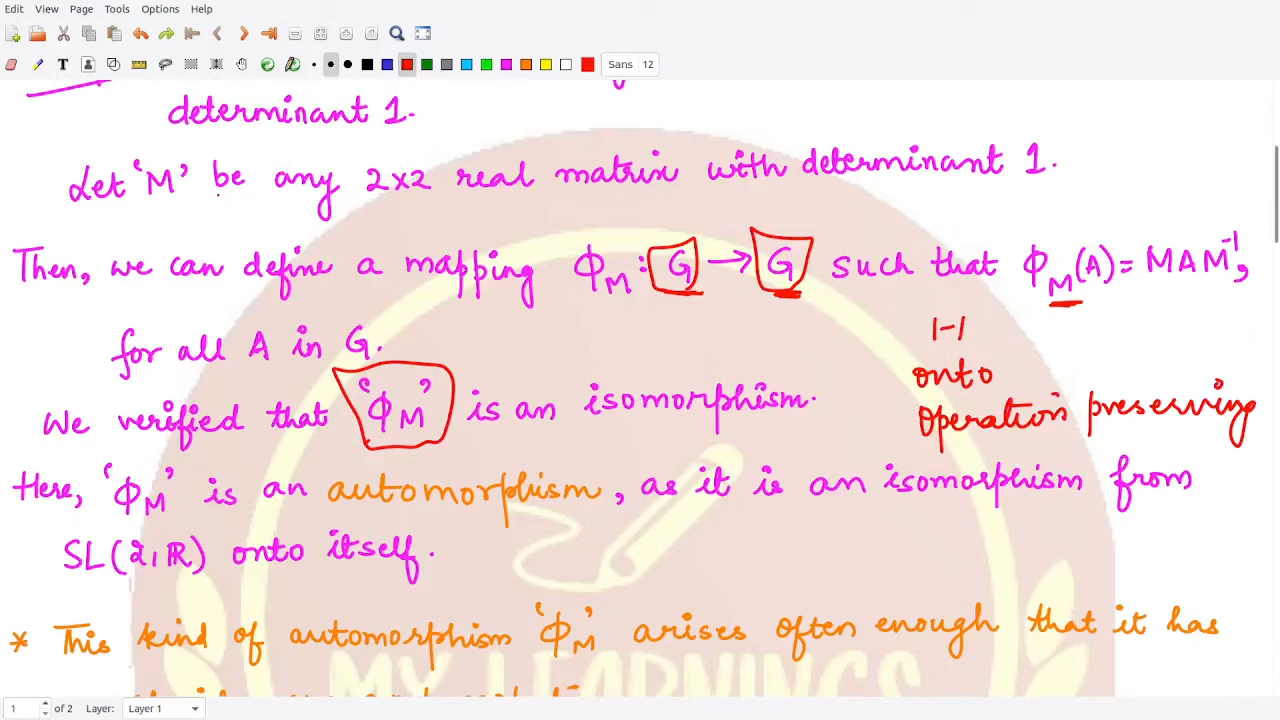 Edit View Page Tools Options Help
Sans 12
determinant 1.
Let 'M' be any 2x2 real matrix with determinant 1.
Then, we can define a mapping ϕM : G → G such that ϕM(A) = MAM⁻¹,
for all A in G.
1-1
onto
operation preserving
We verified that 'ϕM' is an isomorphism.
Here, 'ϕM' is an automorphism, as it is an isomorphism from
SL(2,ℝ) onto itself.
* This kind of automorphism 'ϕM' arises often enough that it has
MY LEARNINGS
1 of 2 Layer: Layer 1